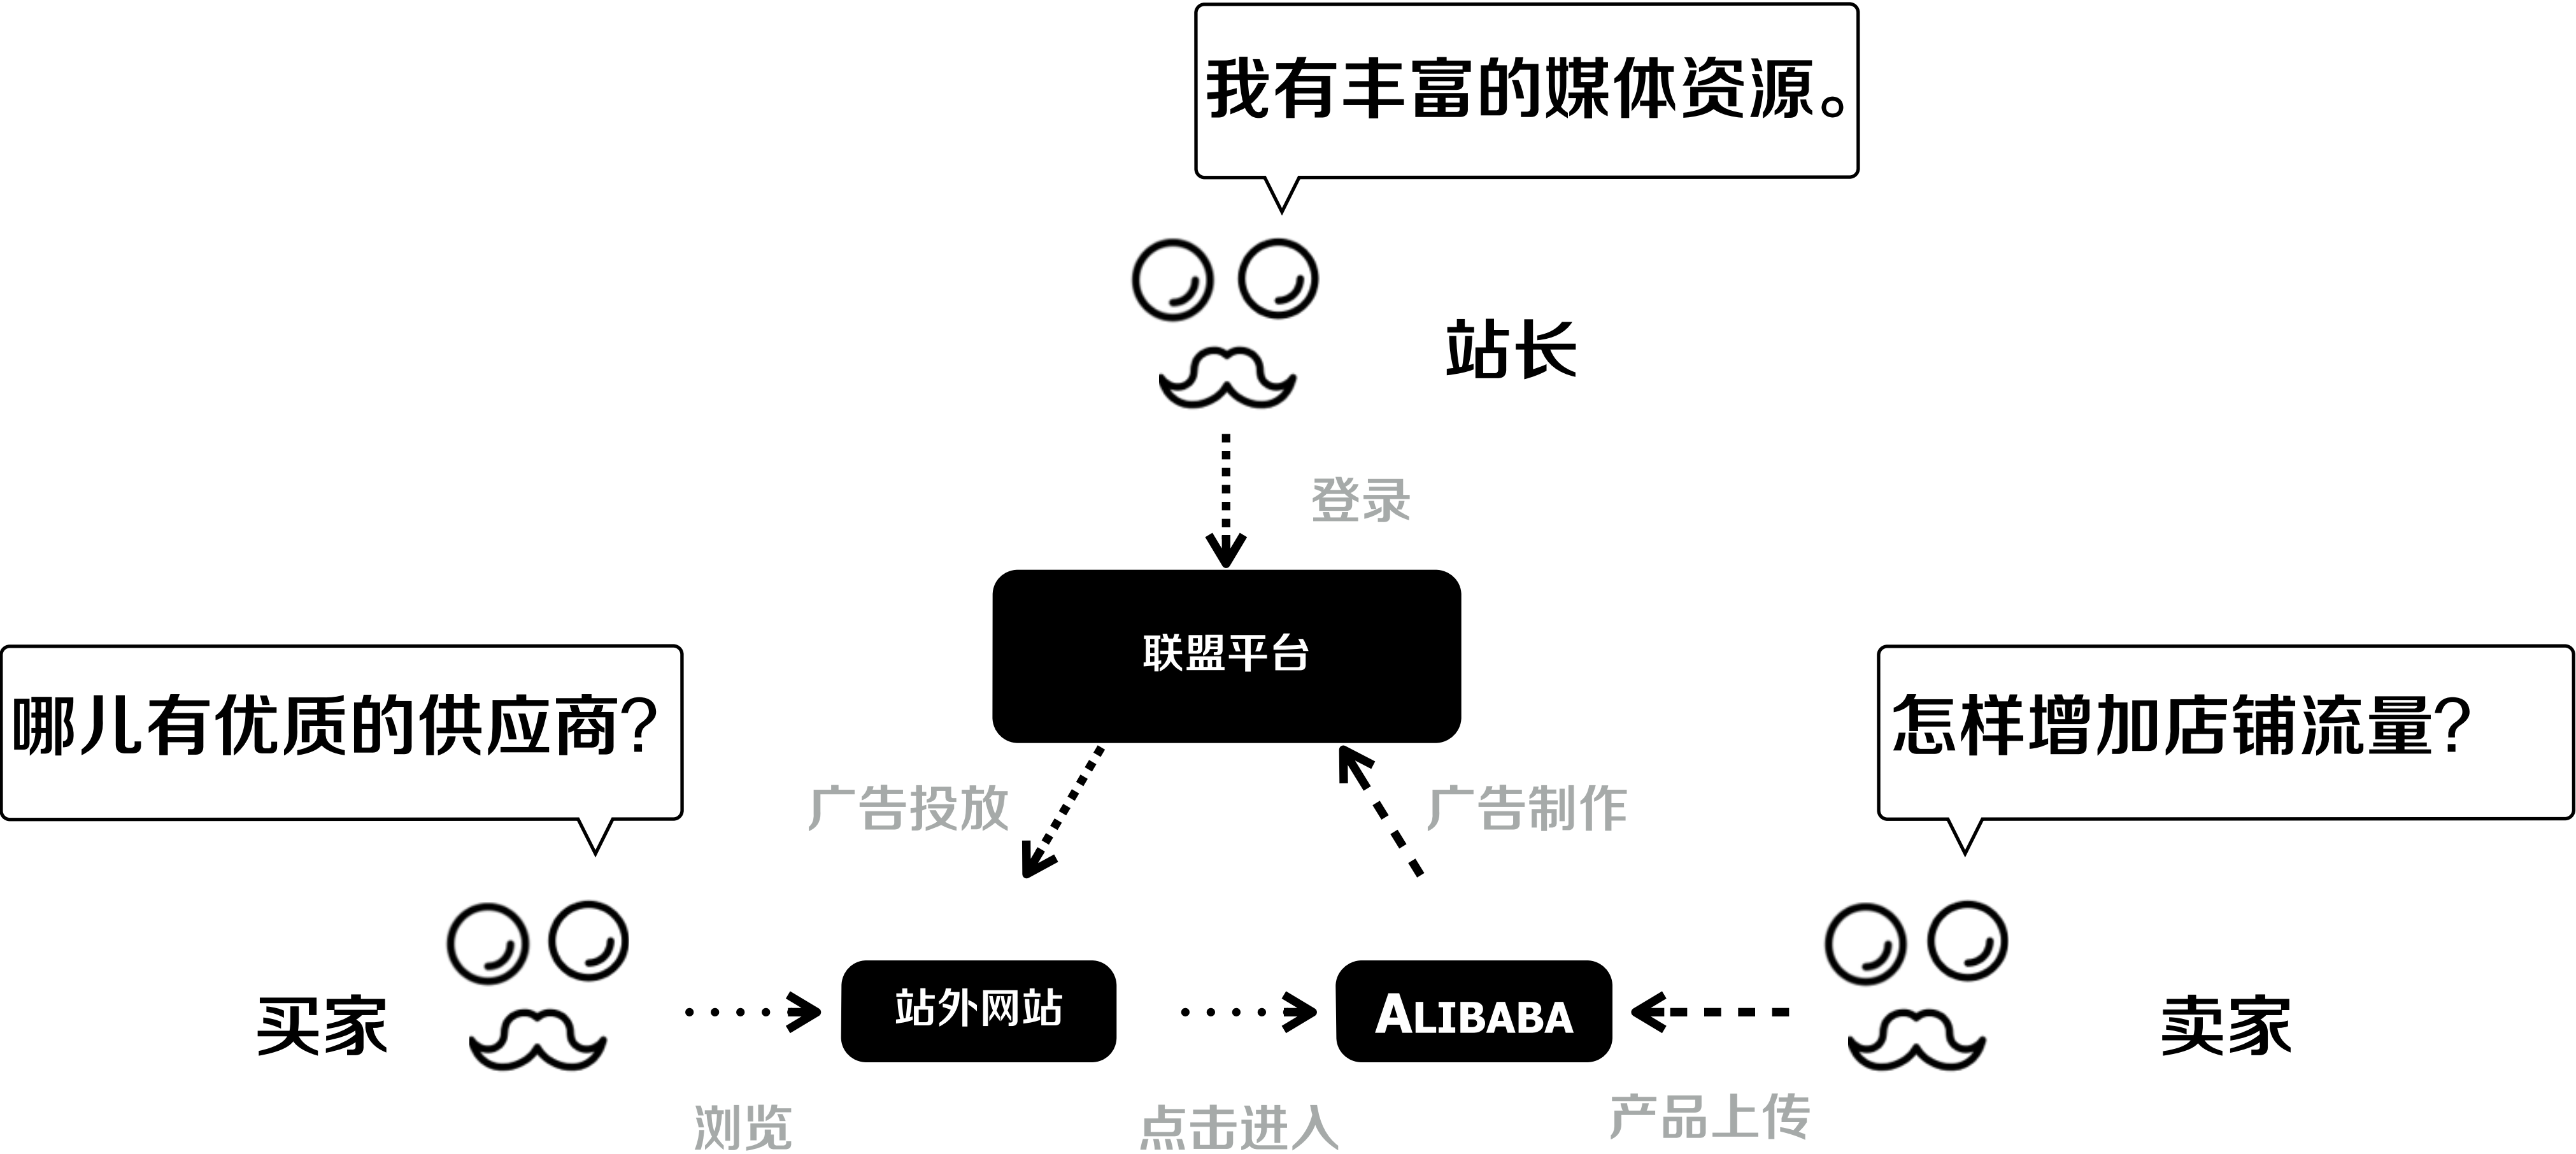 我有丰富的媒体资源。
站长
登录
联盟平台
哪儿有优质的供应商?
怎样增加店铺流量?
广告投放
广告制作
买家
站外网站
ALIBABA
卖家
浏览
点击进入
产品上传